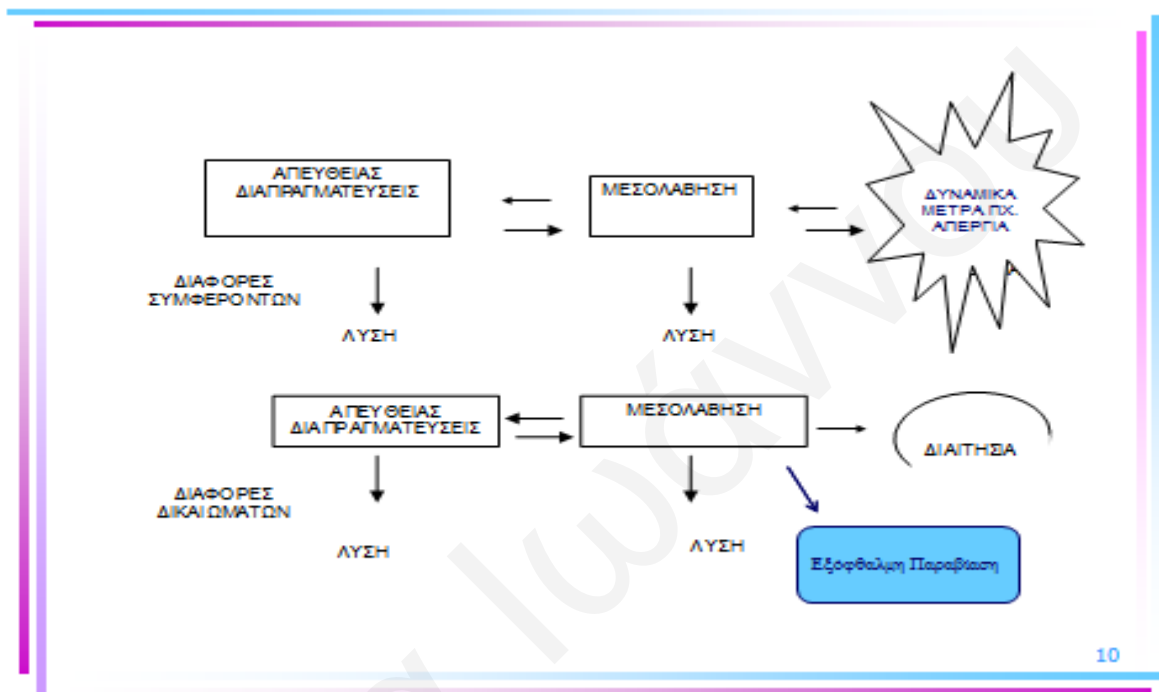 ΑΠΕΥΘΕΙΑΣ
ΔΙΑΠΡΑΓΜΑΤΕΥΣΕΙΣ
ΜΕΣΟΛΑΒΗΣΗ
ΔΥΝΑΜΙΚΑ
ΜΕΤΡΑ ΠΧ.
ΑΠΕΡΓΙΑ
ΔΙΑΦΟΡΕΣ
ΣΥΜΦΕΡΟΝΤΩΝ
ΛΥΣΗ
ΛΥΣΗ
ΑΠΕΥΘΕΙΑΣ
ΔΙΑΠΡΑΓΜΑΤΕΥΣΕΙΣ
ΜΕΣΟΛΑΒΗΣΗ
ΔΙΑΙΤΗΣΙΑ
ΔΙΑΦΟΡΕΣ
ΔΙΚΑΙΩΜΑΤΩΝ
ΛΥΣΗ
ΛΥΣΗ
Εξόφθαλμη Παραβίαση
10
Ιωάννου